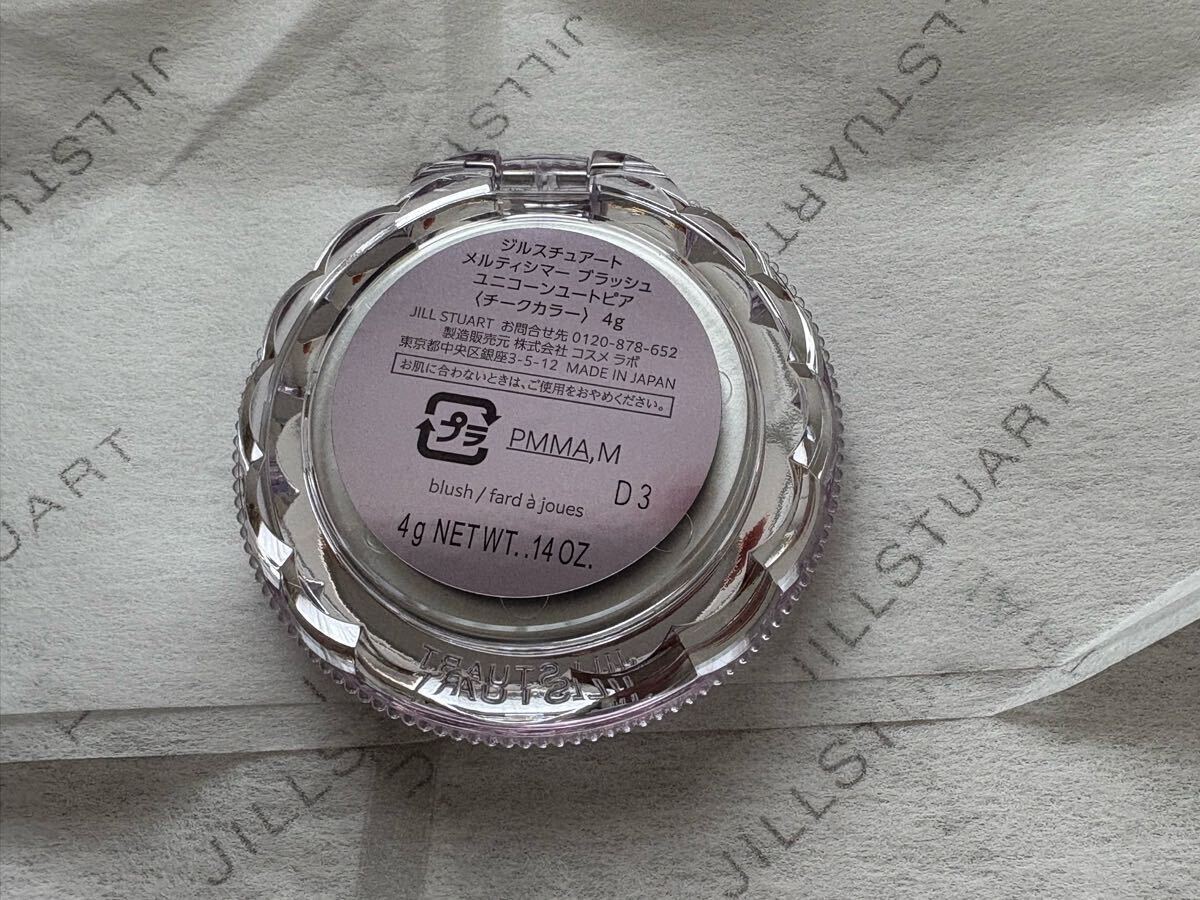 ジルスチュアート
メルティシマー ブラッシュ
ユニコーンユートピア
〈チークカラー〉 4g
JILL STUART お問合せ先 0120-878-652
製造販売元 株式会社 コスメ ラボ
東京都中央区銀座3-5-12 MADE IN JAPAN
お肌に合わないときは、ご使用をおやめください。
プラ PMMA,M
blush / fard à joues D3
4g NET WT. .14 OZ.
JILL STUART
JILLSTUART
JILLSTUART
JILLSTUART
JILLSTUART
JILLSTUART
JILLSTUART
STUART